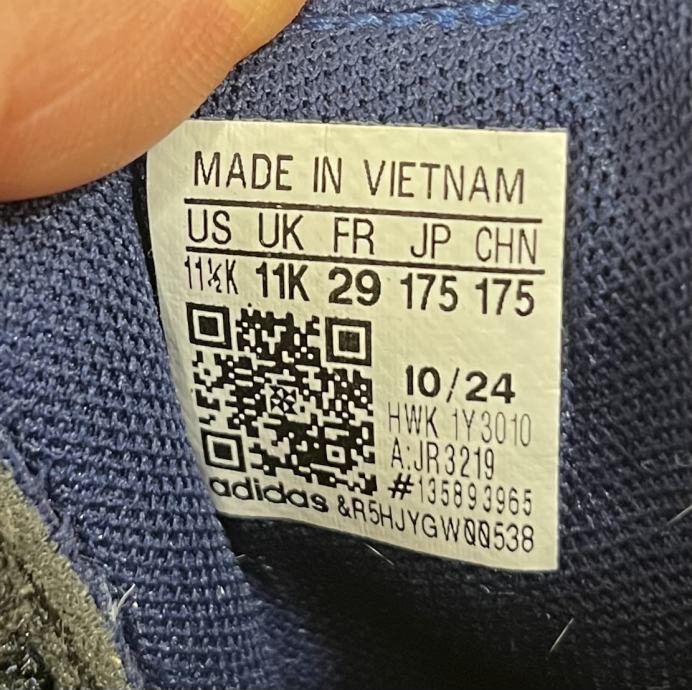 MADE IN VIETNAM
US UK FR JP CHN
11½K 11K 29 175 175
10/24
HWK 1Y3010
A:JR3219
#135893965
adidas &R5HJYGW00538